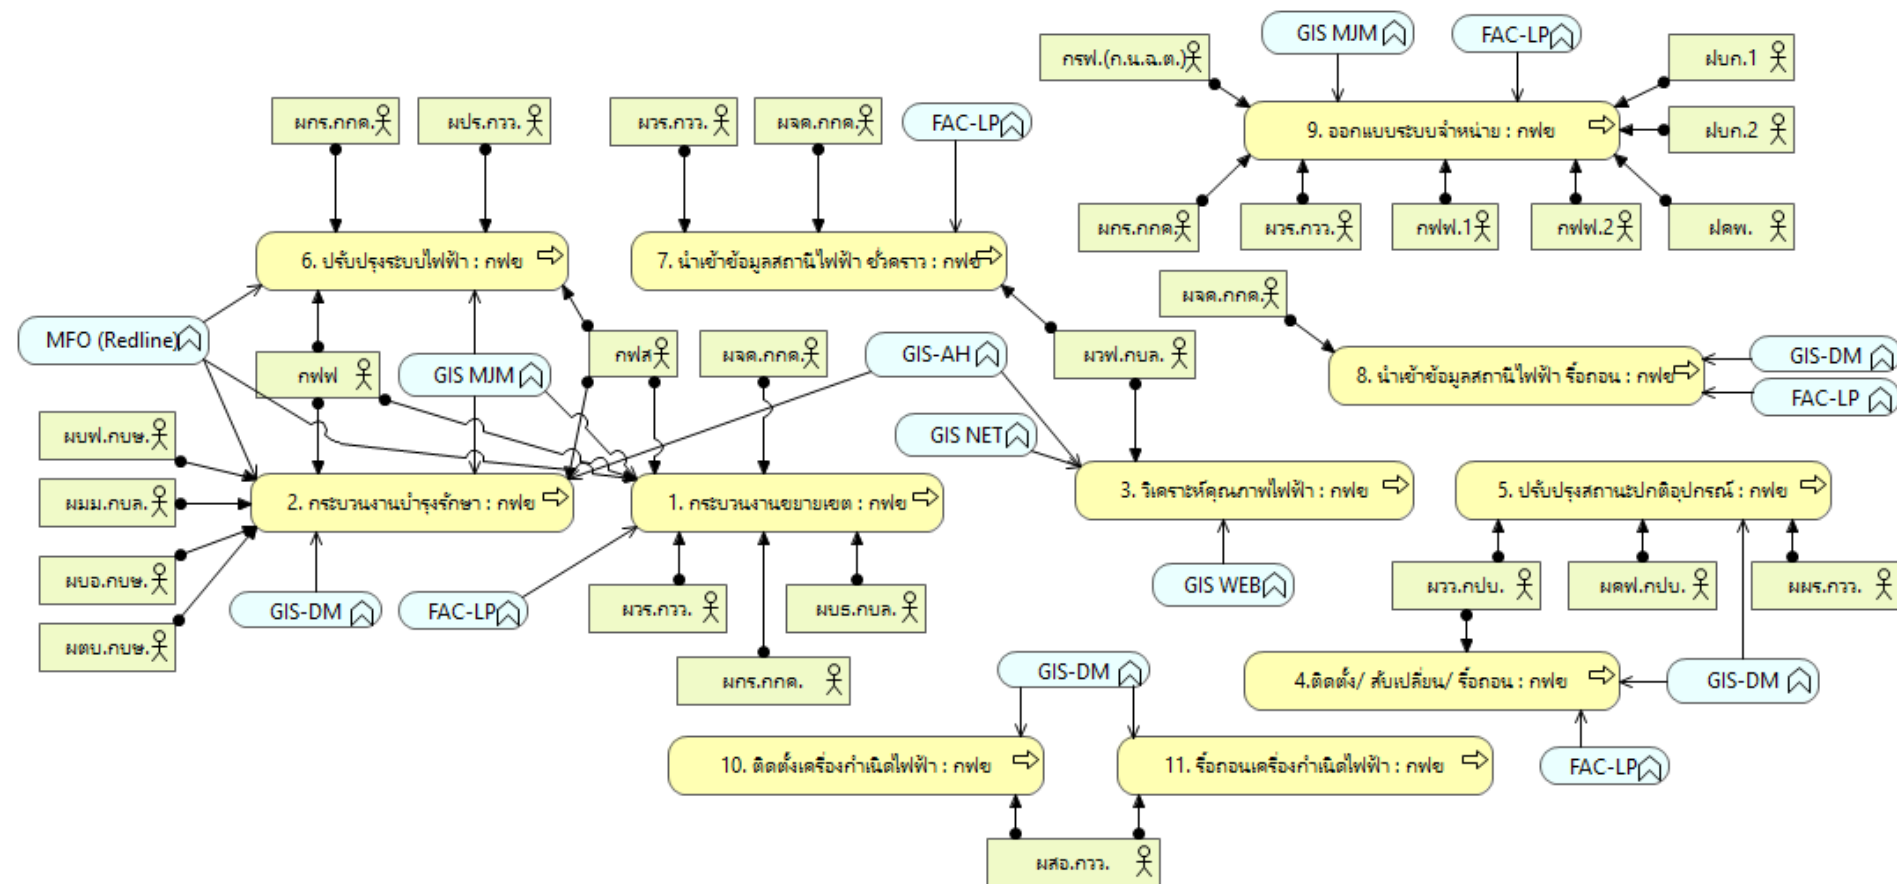 GIS MJM
FAC-LP
กรฟ.(ก.น.ฉ.ต.)
ฝบก.1
ผกร.กกค.
ผปร.กวว.
ผวร.กวว.
ผจค.กกค.
FAC-LP
9. ออกแบบระบบจำหน่าย : กฟข
ฝบก.2
ผกร.กกค.
ผวร.กวว.
กฟฟ.1
กฟฟ.2
ฝคพ.
6. ปรับปรุงระบบไฟฟ้า : กฟข
7. นำเข้าข้อมูลสถานีไฟฟ้า ชั่วคราว : กฟข
ผจค.กกค.
MFO (Redline)
กฟฟ
GIS MJM
กฟส
ผจค.กกค.
GIS-AH
ผวฟ.กบล.
GIS-DM
8. นำเข้าข้อมูลสถานีไฟฟ้า รื้อถอน : กฟข
FAC-LP
ผบฟ.กบษ.
GIS NET
ผมม.กบล.
2. กระบวนงานบำรุงรักษา : กฟข
1. กระบวนงานขยายเขต : กฟข
3. วิเคราะห์คุณภาพไฟฟ้า : กฟข
5. ปรับปรุงสถานะปกติอุปกรณ์ : กฟข
ผบอ.กบษ.
GIS-DM
FAC-LP
ผวร.กวว.
ผบธ.กบล.
GIS WEB
ผวว.กปบ.
ผคฟ.กปบ.
ผผร.กวว.
ผตบ.กบษ.
ผกร.กกค.
GIS-DM
4.ติดตั้ง/ สับเปลี่ยน/ รื้อถอน : กฟข
GIS-DM
10. ติดตั้งเครื่องกำเนิดไฟฟ้า : กฟข
11. รื้อถอนเครื่องกำเนิดไฟฟ้า : กฟข
FAC-LP
ผสอ.กวว.